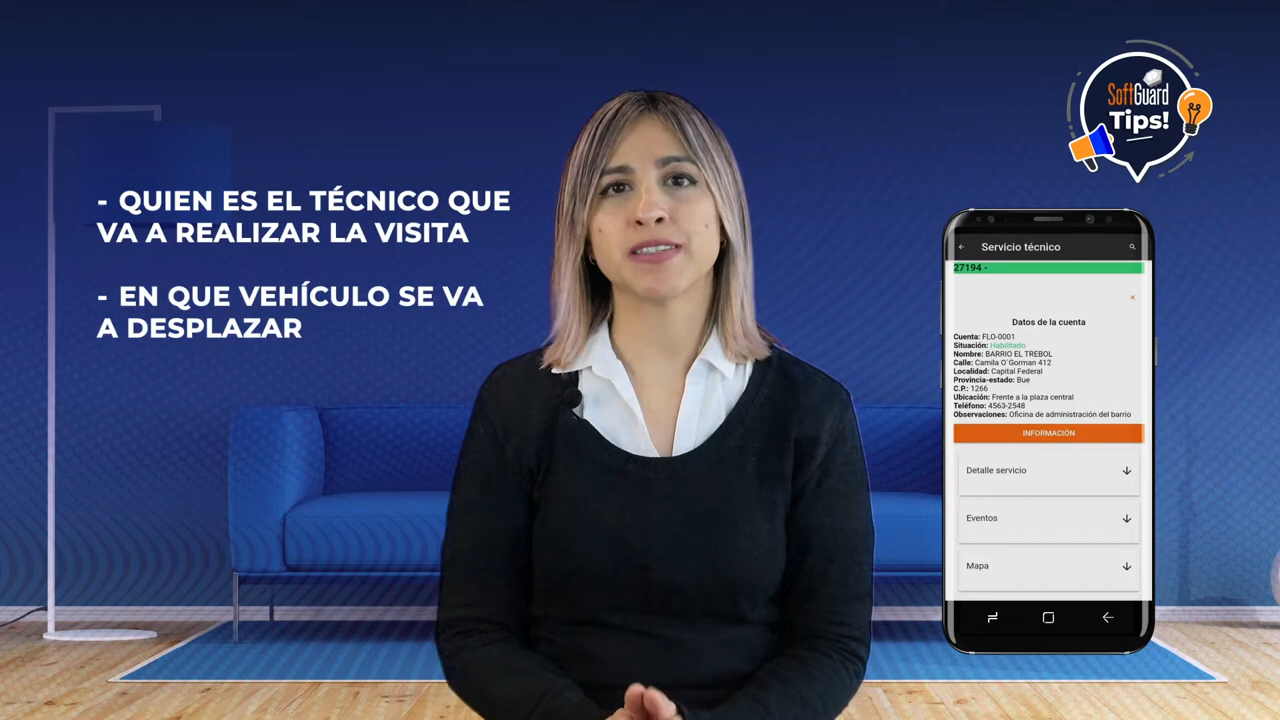 - QUIEN ES EL TÉCNICO QUE
VA A REALIZAR LA VISITA
- EN QUE VEHÍCULO SE VA
A DESPLAZAR
SoftGuard
Tips!
Servicio técnico
27194 -
×
Datos de la cuenta
Cuenta: FLO-0001
Situación: Habilitado
Nombre: BARRIO EL TREBOL
Calle: Camila O´Gorman 412
Localidad: Capital Federal
Provincia-estado: Bue
C.P.: 1266
Ubicación: Frente a la plaza central
Teléfono: 4563-2548
Observaciones: Oficina de administración del barrio
INFORMACIÓN
Detalle servicio
Eventos
Mapa